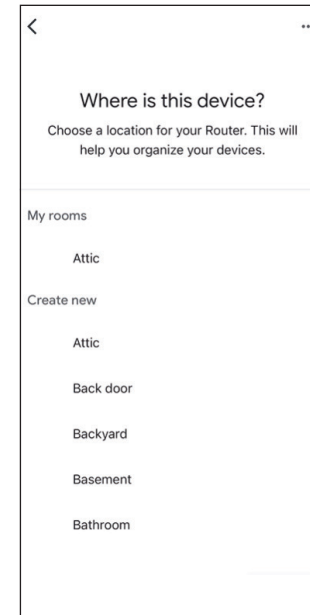 Where is this device?
Choose a location for your Router. This will
help you organize your devices.
My rooms
Attic
Create new
Attic
Back door
Backyard
Basement
Bathroom